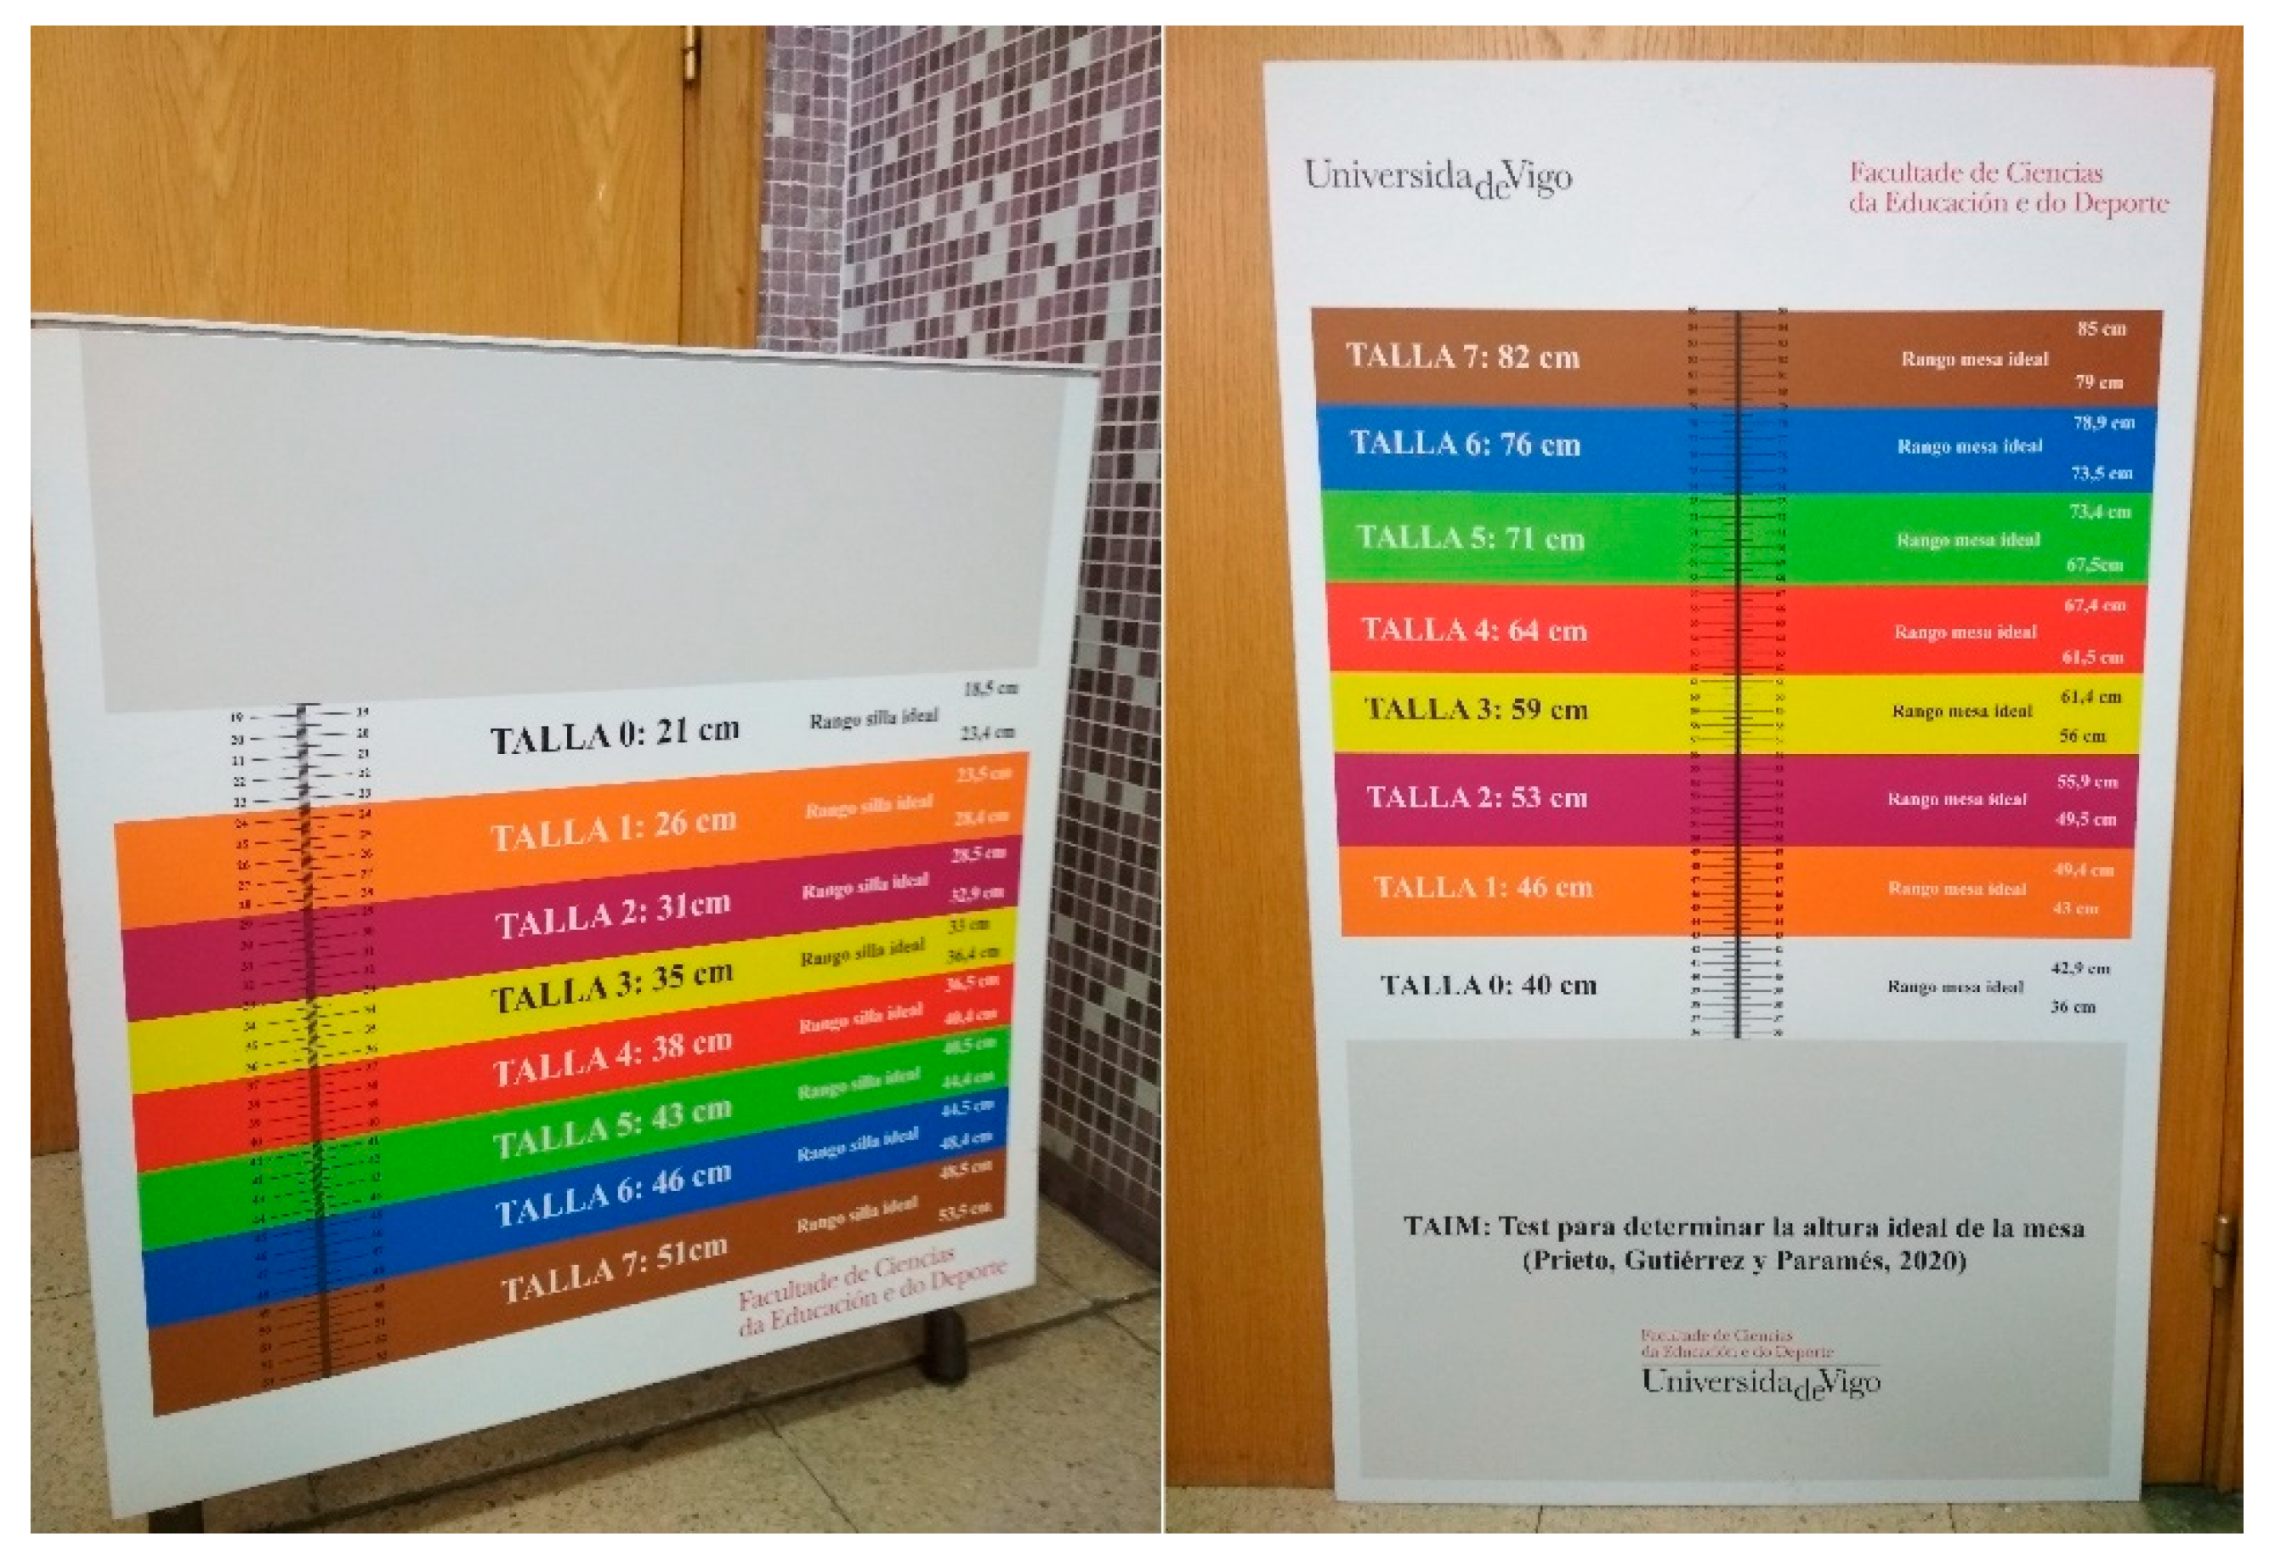 TALLA 0: 21 cm Rango silla ideal 18,5 cm 23,4 cm
TALLA 1: 26 cm Rango silla ideal 23,5 cm 28,4 cm
TALLA 2: 31cm Rango silla ideal 28,5 cm 32,9 cm
TALLA 3: 35 cm Rango silla ideal 33 cm 36,4 cm
TALLA 4: 38 cm Rango silla ideal 36,5 cm 40,4 cm
TALLA 5: 43 cm Rango silla ideal 40,5 cm 44,4 cm
TALLA 6: 46 cm Rango silla ideal 44,5 cm 48,4 cm
TALLA 7: 51cm Rango silla ideal 48,5 cm 53,5 cm
Facultade de Ciencias
da Educación e do Deporte
UniversidadeVigo
Facultade de Ciencias
da Educación e do Deporte
TALLA 7: 82 cm Rango mesa ideal 85 cm 79 cm
TALLA 6: 76 cm Rango mesa ideal 78,9 cm 73,5 cm
TALLA 5: 71 cm Rango mesa ideal 73,4 cm 67,5cm
TALLA 4: 64 cm Rango mesa ideal 67,4 cm 61,5 cm
TALLA 3: 59 cm Rango mesa ideal 61,4 cm 56 cm
TALLA 2: 53 cm Rango mesa ideal 55,9 cm 49,5 cm
TALLA 1: 46 cm Rango mesa ideal 49,4 cm 43 cm
TALLA 0: 40 cm Rango mesa ideal 42,9 cm 36 cm
TAIM: Test para determinar la altura ideal de la mesa
(Prieto, Gutiérrez y Paramés, 2020)
Facultade de Ciencias
da Educación e do Deporte
UniversidadeVigo